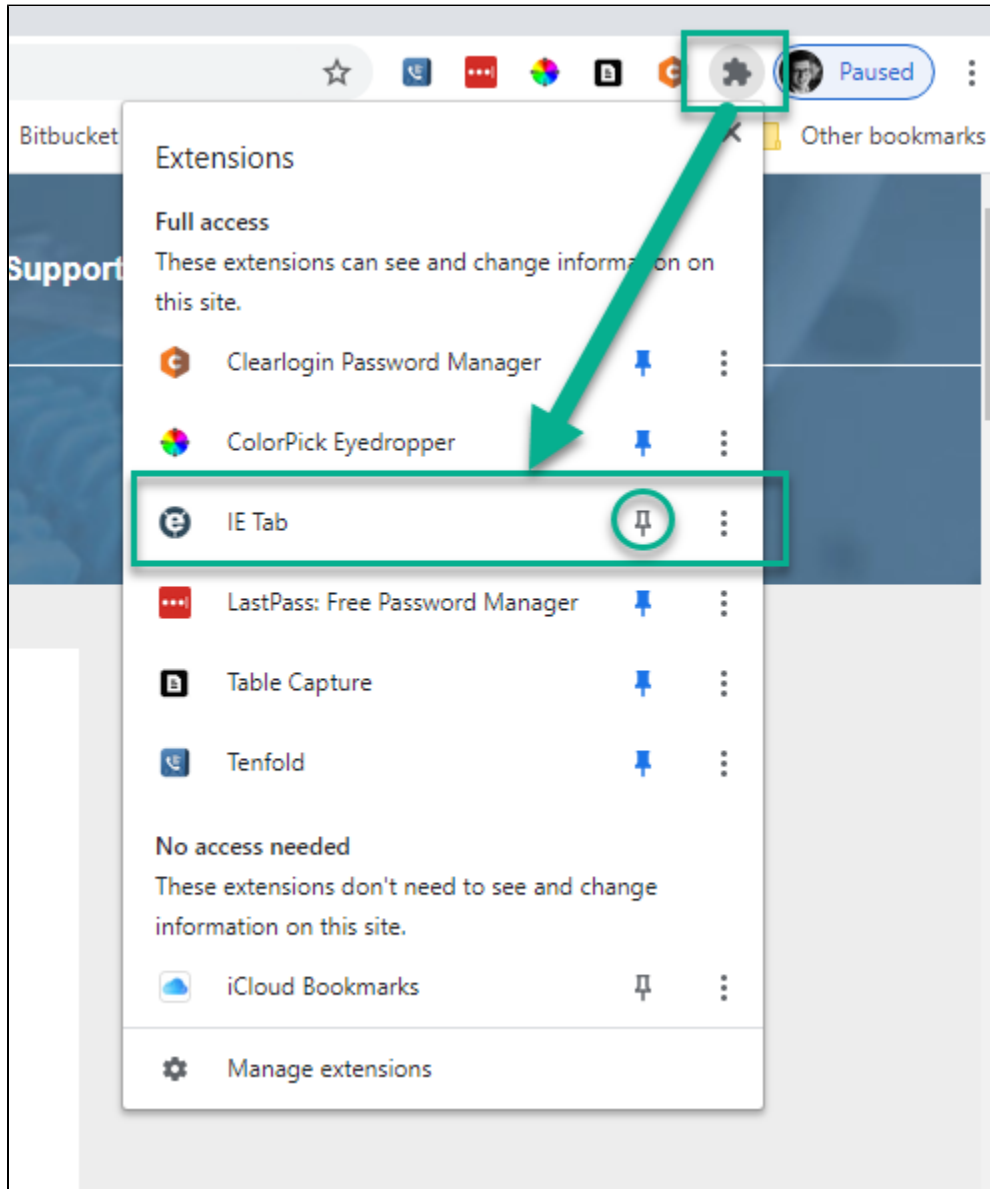 Paused
Bitbucket
Other bookmarks
Extensions
Full access
These extensions can see and change information on
this site.
Support
Clearlogin Password Manager
ColorPick Eyedropper
IE Tab
LastPass: Free Password Manager
Table Capture
Tenfold
No access needed
These extensions don't need to see and change
information on this site.
iCloud Bookmarks
Manage extensions